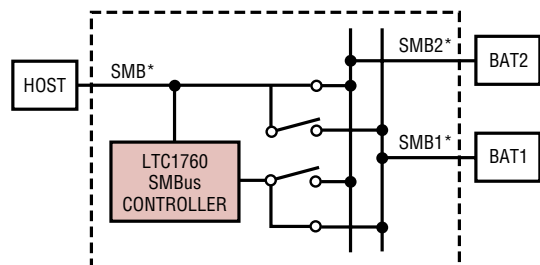 SMB2*
BAT2
HOST
SMB*
SMB1*
BAT1
LTC1760
SMBus
CONTROLLER